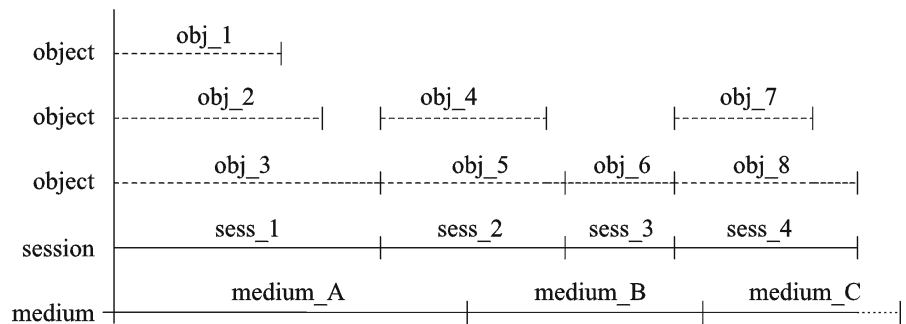 object obj_1
object obj_2 obj_4 obj_7
object obj_3 obj_5 obj_6 obj_8
session sess_1 sess_2 sess_3 sess_4
medium medium_A medium_B medium_C